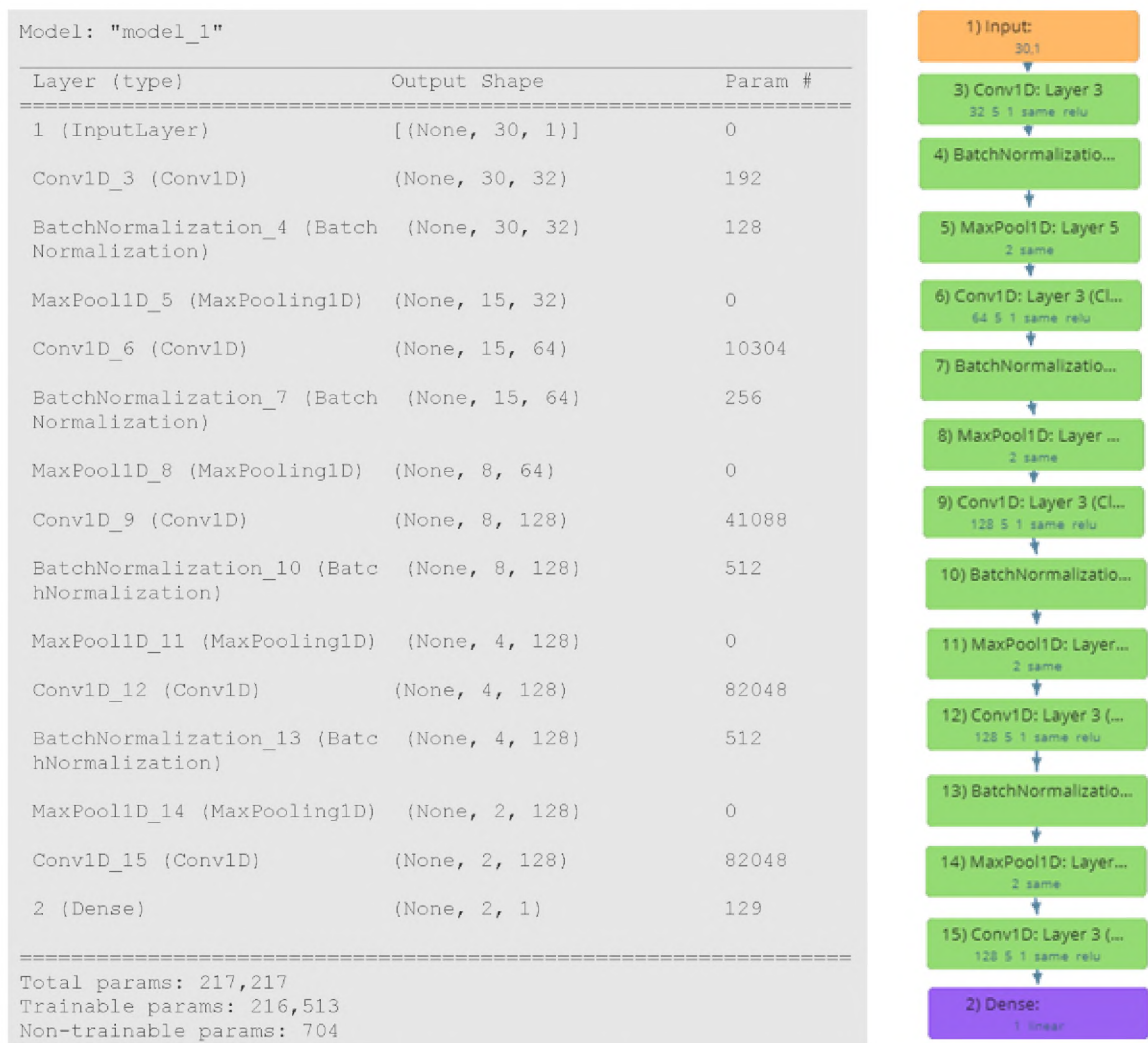 Model: "model_1"
Layer (type) Output Shape Param #
=================================================================
1 (InputLayer) [(None, 30, 1)] 0
Conv1D_3 (Conv1D) (None, 30, 32) 192
BatchNormalization_4 (Batch (None, 30, 32) 128
Normalization)
MaxPool1D_5 (MaxPooling1D) (None, 15, 32) 0
Conv1D_6 (Conv1D) (None, 15, 64) 10304
BatchNormalization_7 (Batch (None, 15, 64) 256
Normalization)
MaxPool1D_8 (MaxPooling1D) (None, 8, 64) 0
Conv1D_9 (Conv1D) (None, 8, 128) 41088
BatchNormalization_10 (Batc (None, 8, 128) 512
hNormalization)
MaxPool1D_11 (MaxPooling1D) (None, 4, 128) 0
Conv1D_12 (Conv1D) (None, 4, 128) 82048
BatchNormalization_13 (Batc (None, 4, 128) 512
hNormalization)
MaxPool1D_14 (MaxPooling1D) (None, 2, 128) 0
Conv1D_15 (Conv1D) (None, 2, 128) 82048
2 (Dense) (None, 2, 1) 129
=================================================================
Total params: 217,217
Trainable params: 216,513
Non-trainable params: 704
1) Input:
30,1
3) Conv1D: Layer 3
32 5 1 same relu
4) BatchNormalizatio...
5) MaxPool1D: Layer 5
2 same
6) Conv1D: Layer 3 (Cl...
64 5 1 same relu
7) BatchNormalizatio...
8) MaxPool1D: Layer ...
2 same
9) Conv1D: Layer 3 (Cl...
128 5 1 same relu
10) BatchNormalizatio...
11) MaxPool1D: Layer...
2 same
12) Conv1D: Layer 3 (...
128 5 1 same relu
13) BatchNormalizatio...
14) MaxPool1D: Layer...
2 same
15) Conv1D: Layer 3 (...
128 5 1 same relu
2) Dense:
1 linear